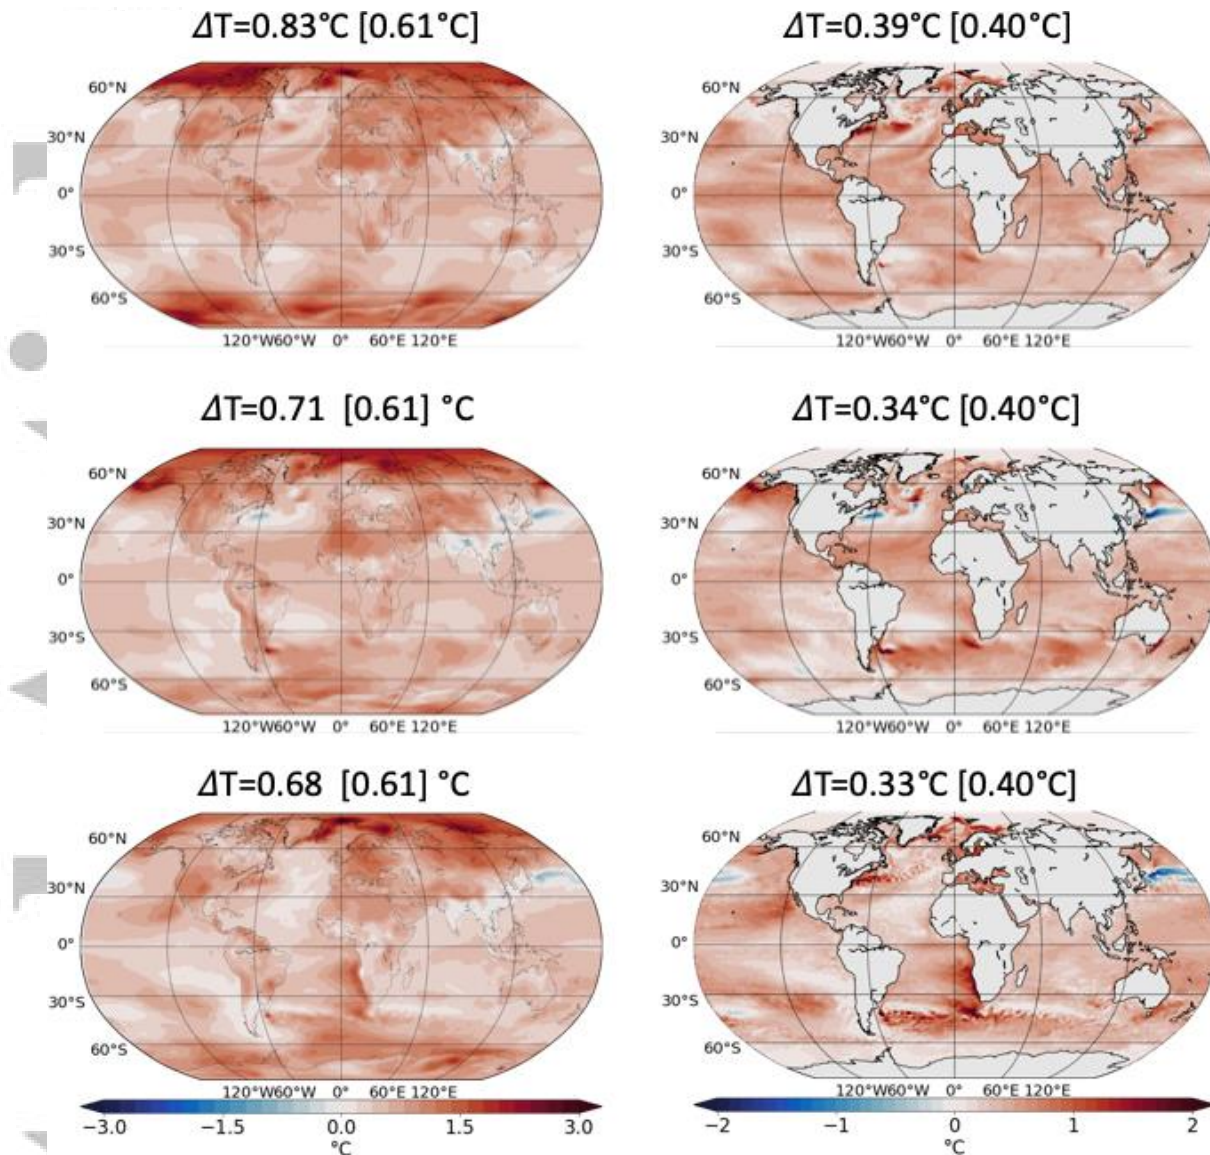 ΔT=0.83°C [0.61°C]
ΔT=0.39°C [0.40°C]
60°N
30°N
0°
30°S
60°S
120°W60°W 0° 60°E 120°E
60°N
30°N
0°
30°S
60°S
120°W60°W 0° 60°E 120°E
ΔT=0.71 [0.61] °C
ΔT=0.34°C [0.40°C]
60°N
30°N
0°
30°S
60°S
120°W60°W 0° 60°E 120°E
60°N
30°N
0°
30°S
60°S
120°W60°W 0° 60°E 120°E
ΔT=0.68 [0.61] °C
ΔT=0.33°C [0.40°C]
60°N
30°N
0°
30°S
60°S
120°W60°W 0° 60°E 120°E
60°N
30°N
0°
30°S
60°S
120°W60°W 0° 60°E 120°E
−3.0 −1.5 0.0 1.5 3.0
°C
−2 −1 0 1 2
°C